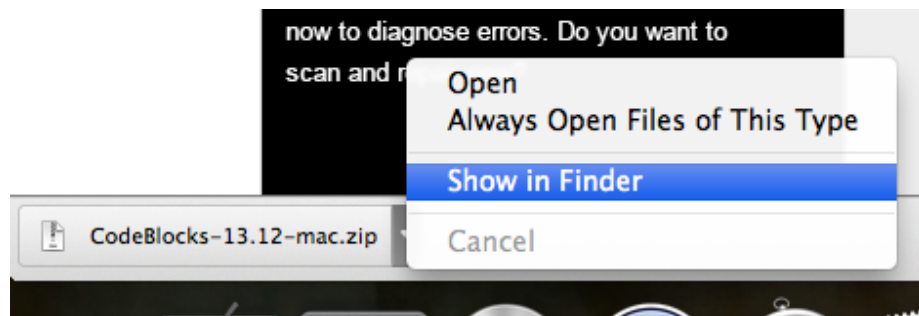 now to diagnose errors. Do you want to
scan and
Open
Always Open Files of This Type
Show in Finder
CodeBlocks-13.12-mac.zip
Cancel